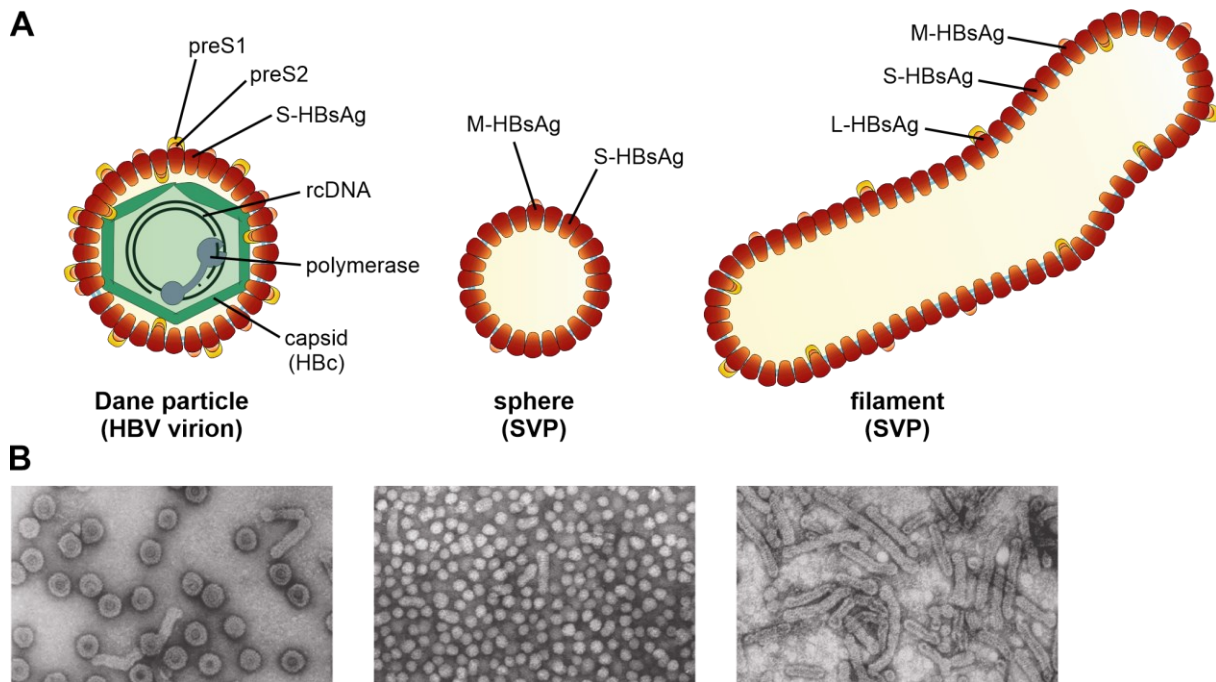 A
preS1
preS2
S-HBsAg
rcDNA
polymerase
capsid
(HBc)
Dane particle
(HBV virion)
M-HBsAg
S-HBsAg
sphere
(SVP)
M-HBsAg
S-HBsAg
L-HBsAg
filament
(SVP)
B